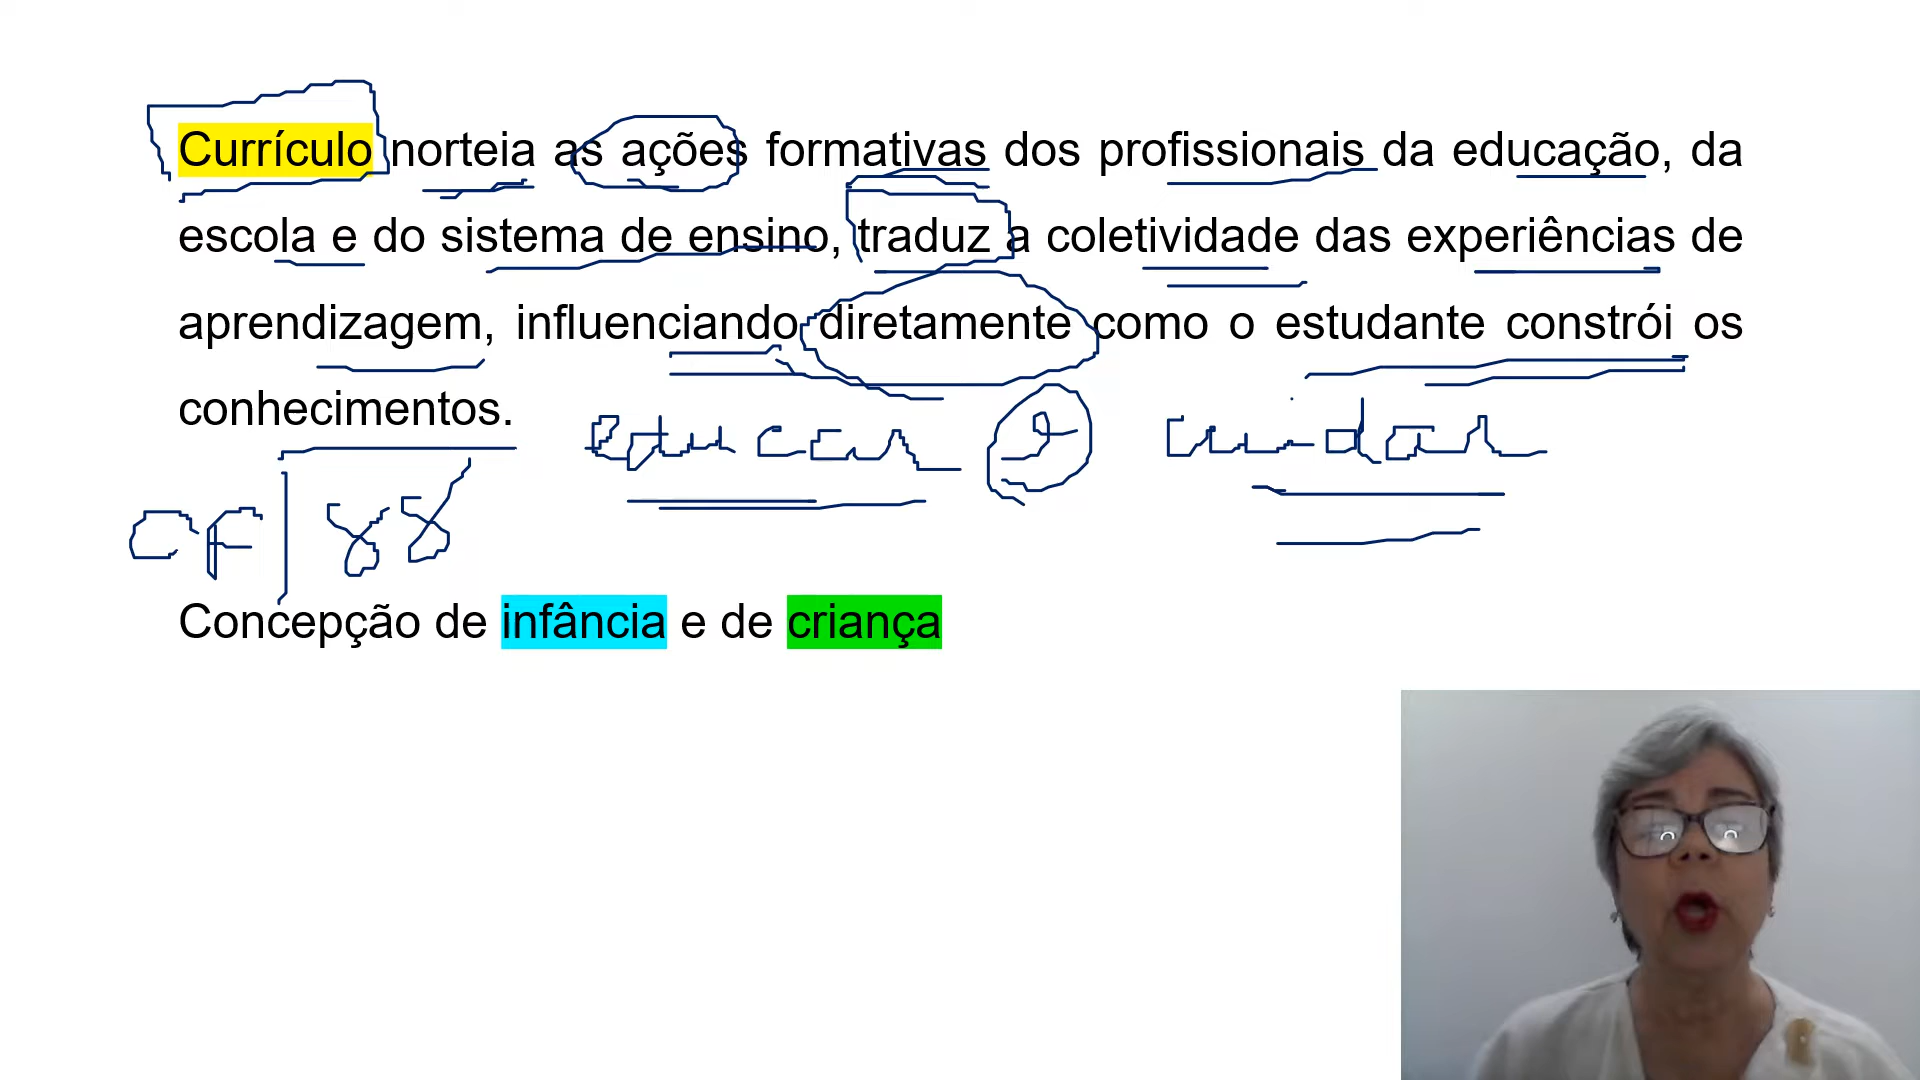 Currículo norteia as ações formativas dos profissionais da educação, da
escola e do sistema de ensino, traduz a coletividade das experiências de
aprendizagem, influenciando diretamente como o estudante constrói os
conhecimentos.
educar e cuidar
CF/88
Concepção de infância e de criança